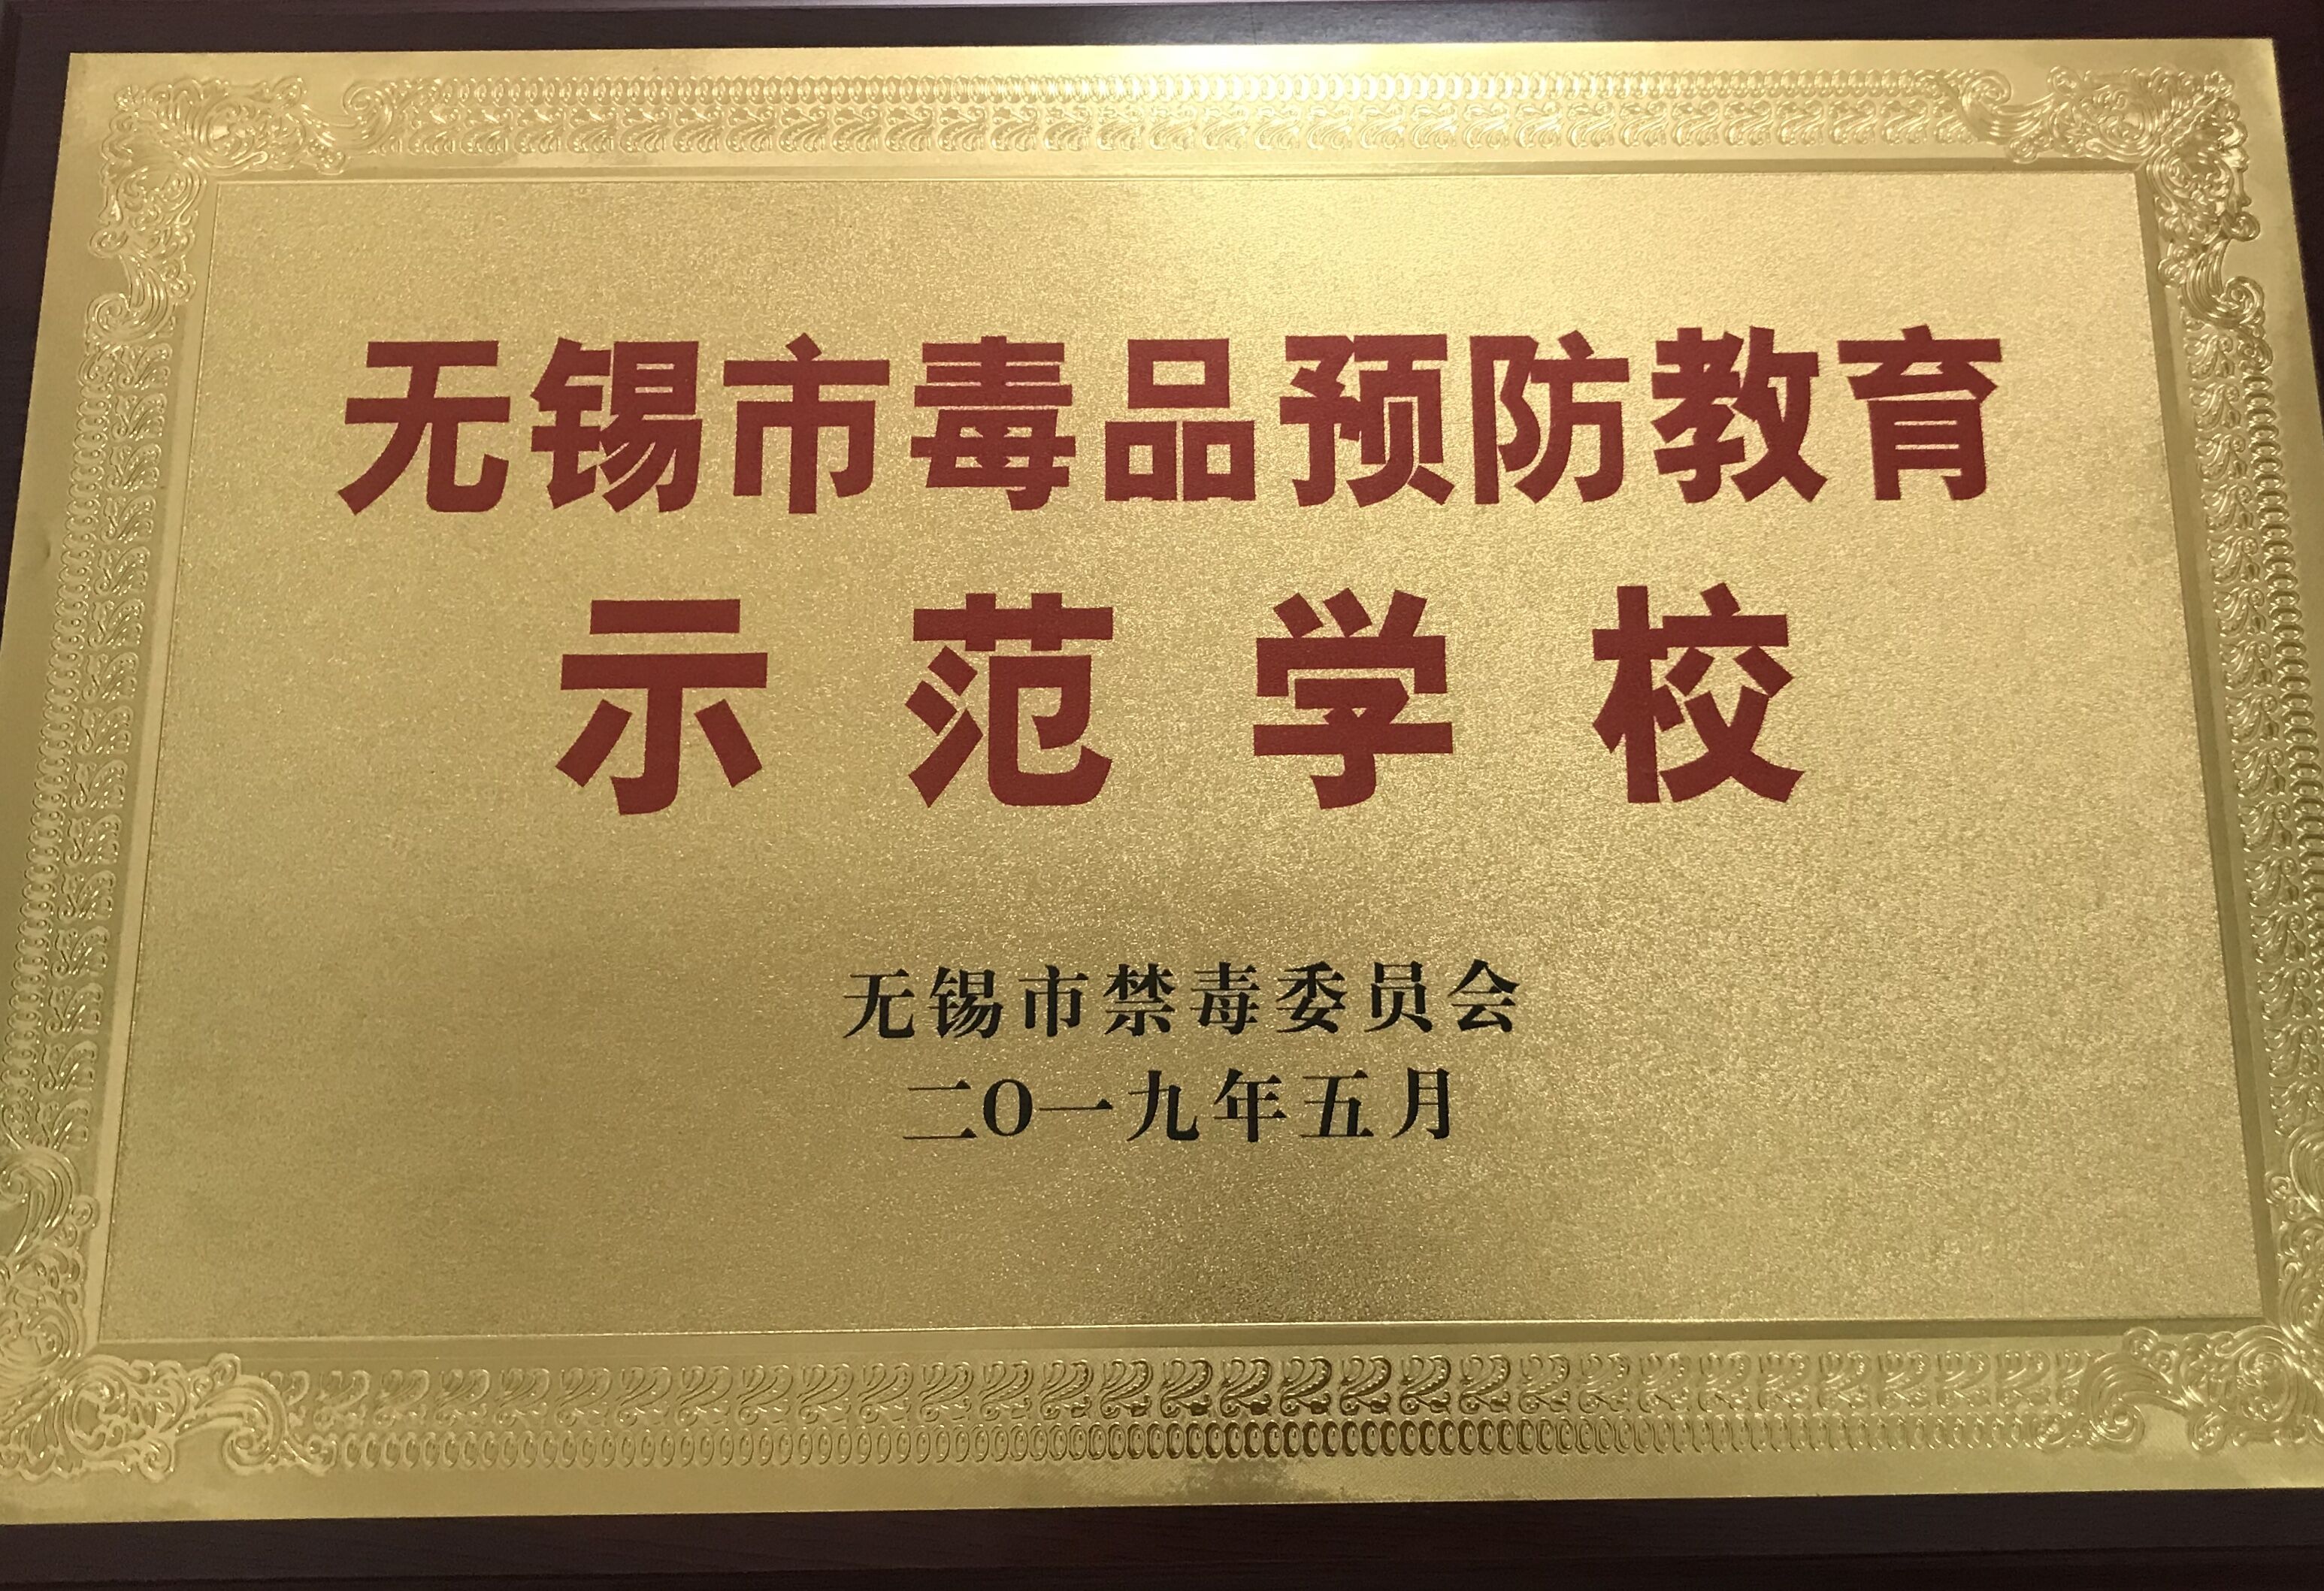 无锡市毒品预防教育
示范学校
无锡市禁毒委员会
二〇一九年五月